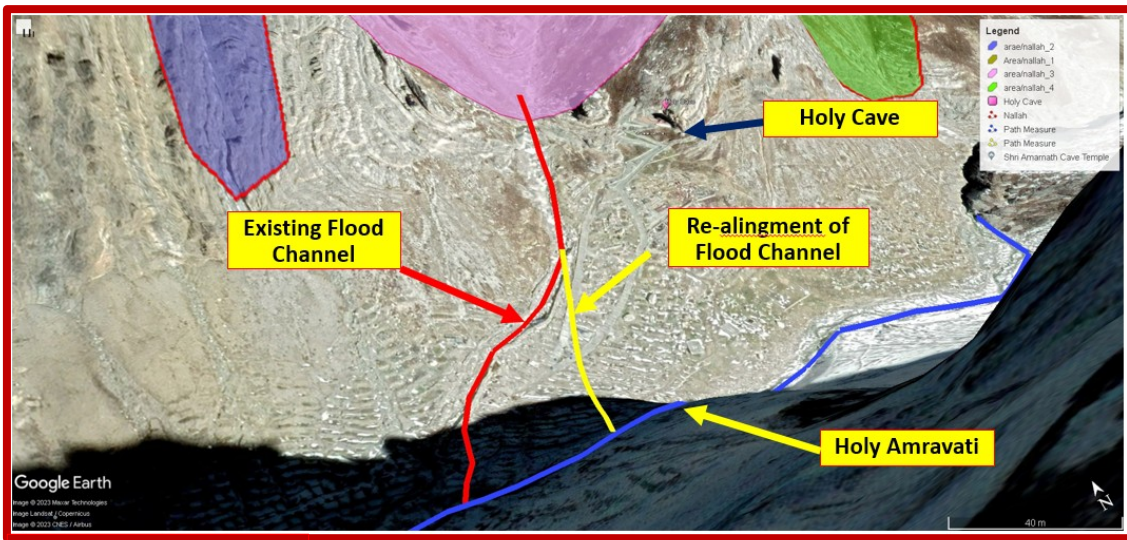 Legend
arae/nallah_2
Area/nallah_1
area/nallah_3
area/nallah_4
Holy Cave
Nallah
Path Measure
Path Measure
Shri Amarnath Cave Temple
Holy Cave
Existing Flood
Channel
Re-alingment of
Flood Channel
Holy Amravati
Google Earth
Image © 2023 Maxar Technologies
Image Landsat / Copernicus
Image © 2023 CNES / Airbus
N
40 m